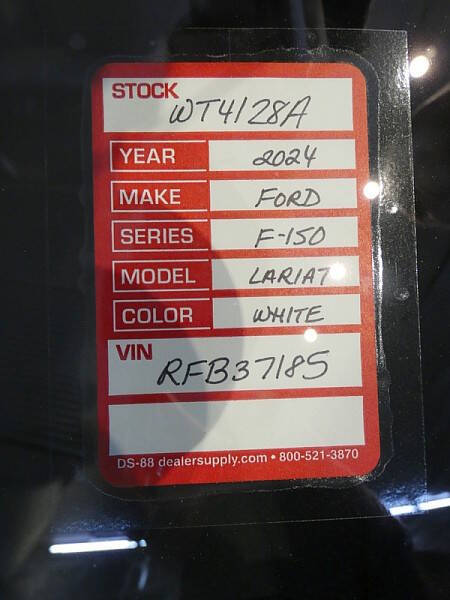 STOCK
WT4128A
YEAR 2024
MAKE FORD
SERIES F-150
MODEL LARIAT
COLOR WHITE
VIN
RFB37185
DS-88 dealersupply.com • 800-521-3870